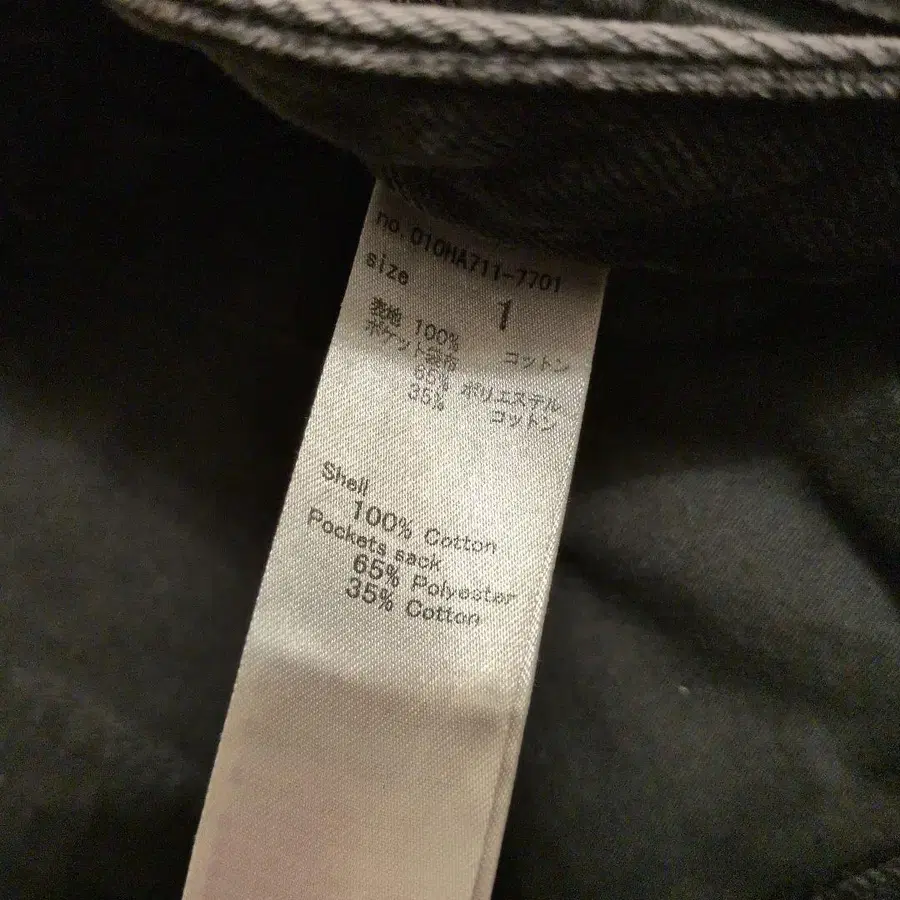 no.010HA711-7701
size 1
表地 100% コットン
ポケット袋布
65% ポリエステル
35% コットン
Shell
100% Cotton
Pockets sack
65% Polyester
35% Cotton